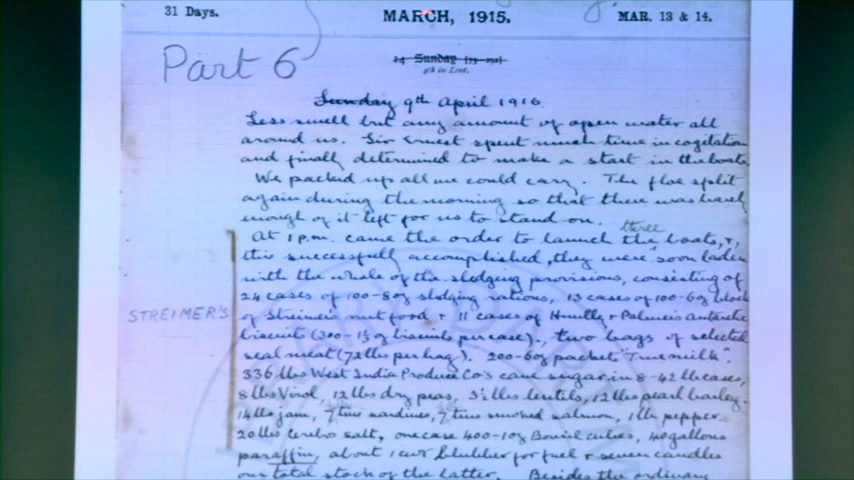 31 Days.
MARCH, 1915.
MAR. 13 & 14.
Part 6
14 Sunday [73-292]
4th in Lent.
Sunday 9th April 1916
Less swell but any amount of open water all
around us. Sir Ernest spent much time in cogitation
and finally determined to make a start in the boats.
We packed up all we could carry. The floe split
again during the morning so that there was barely
enough of it left for us to stand on.
three
At 1 p.m. came the order to launch the boats, &,
this successfully accomplished, they were soon laden
with the whole of the sledging provisions, consisting of
24 cases of 100-8oz sledging rations, 13 cases of 100-6oz block
STREIMER'S
of Streimers nut food & 11 cases of Huntley & Palmers antarctic
biscuits (300-1½oz biscuits per case), two bags of selected
seal meat (72 lbs per bag). 200-6oz packets "Truemilk".
336 lbs West India Produce Co's cane sugar in 8-42 lb cases,
8 lbs Virol, 12 lbs dry peas, 3½ lbs lentils, 12 lbs pearl barley.
14 lbs jam, 7 tins sardines, 7 tins smoked salmon, 1 lb pepper
20 lbs cerebos salt, one case 400-1oz Bovril cubes, 40 gallons
paraffin, about 1 cwt blubber for fuel & seven candles
our total stock of the latter. Besides the ordinary